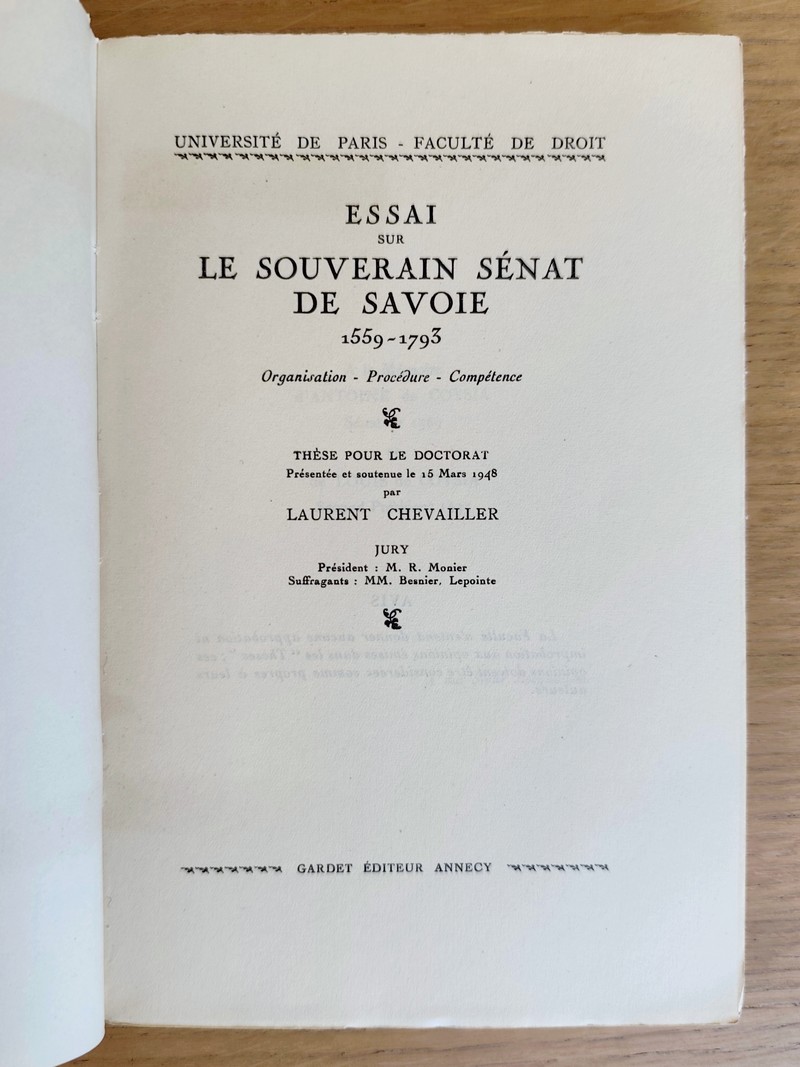 UNIVERSITÉ DE PARIS - FACULTÉ DE DROIT
ESSAI
SUR
LE SOUVERAIN SÉNAT
DE SAVOIE
1559-1793
Organisation - Procédure - Compétence
THÈSE POUR LE DOCTORAT
Présentée et soutenue le 15 Mars 1948
par
LAURENT CHEVAILLER
JURY
Président : M. R. Monier
Suffragants : MM. Besnier, Lepointe
GARDET ÉDITEUR ANNECY